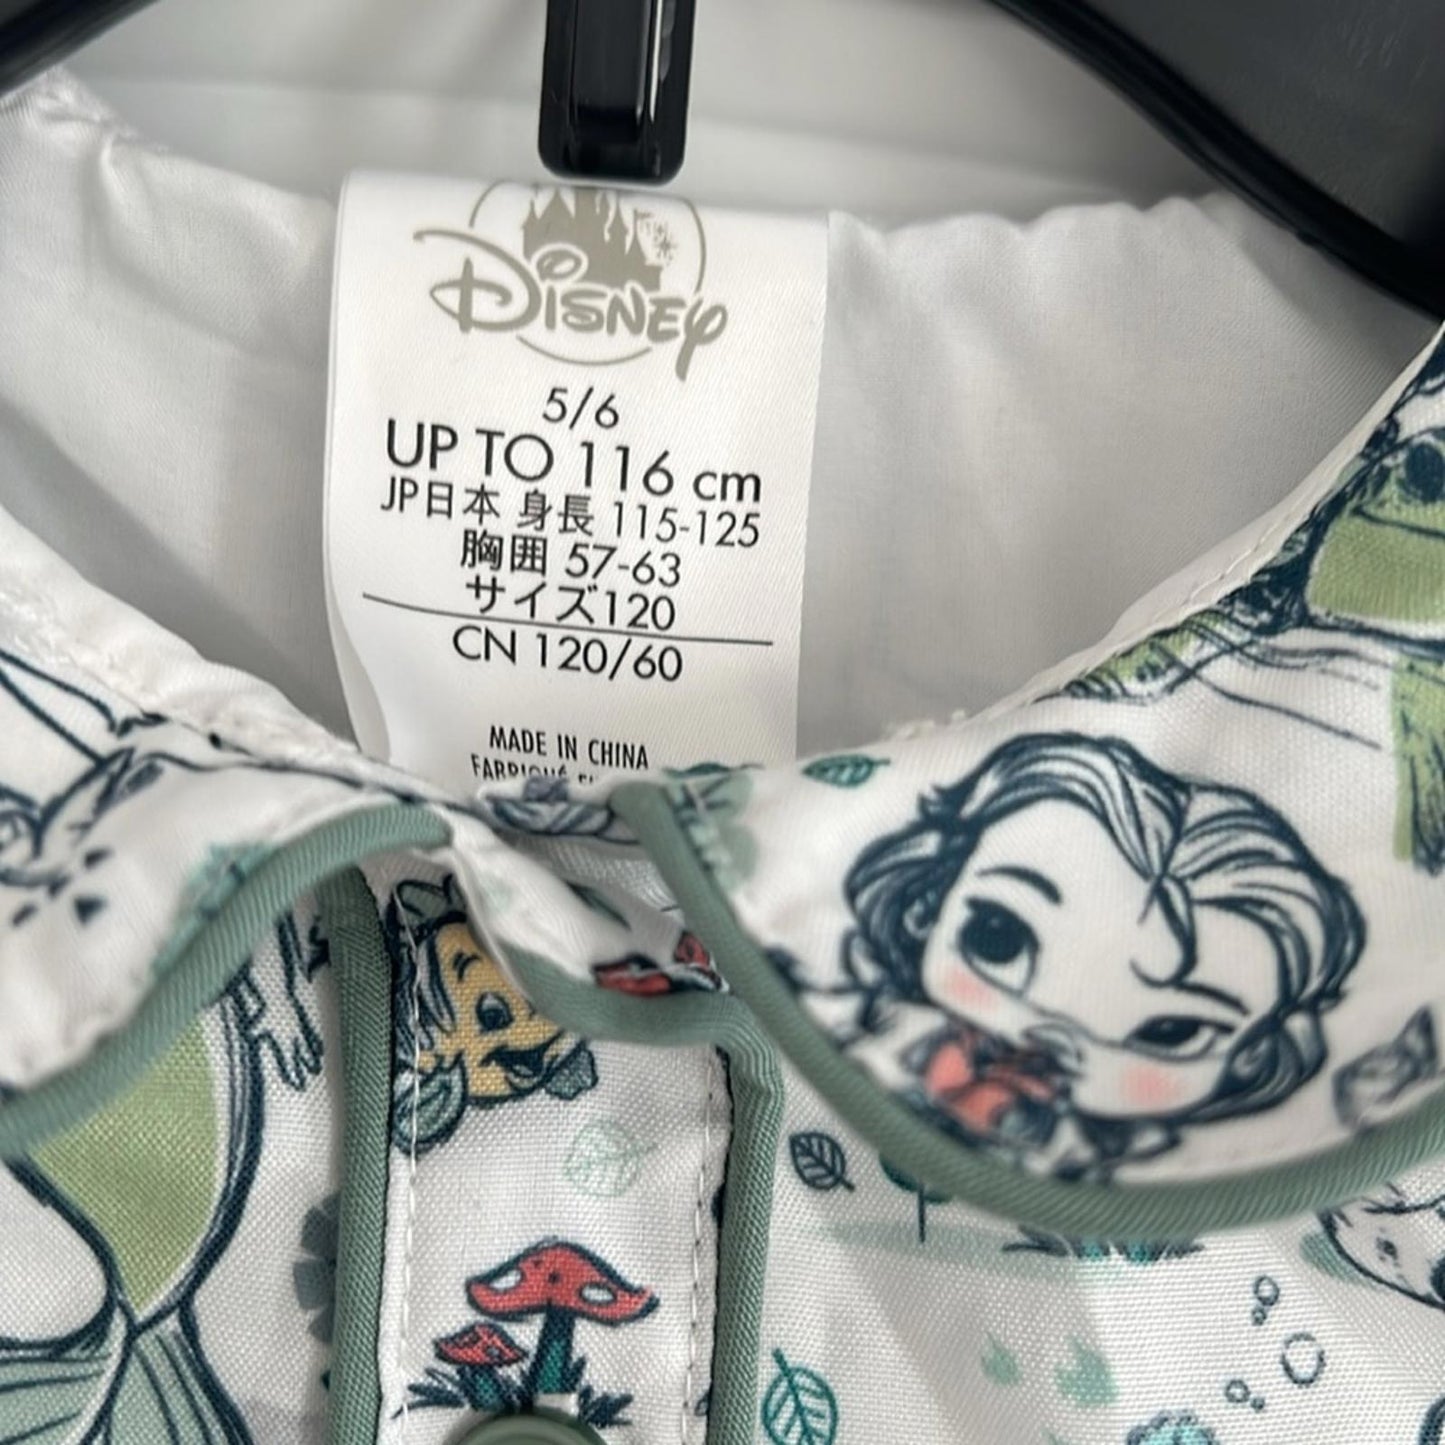 Disney
5/6
UP TO 116 cm
JP日本 身長 115-125
胸囲 57-63
サイズ120
CN 120/60
MADE IN CHINA
FABRIQUÉ